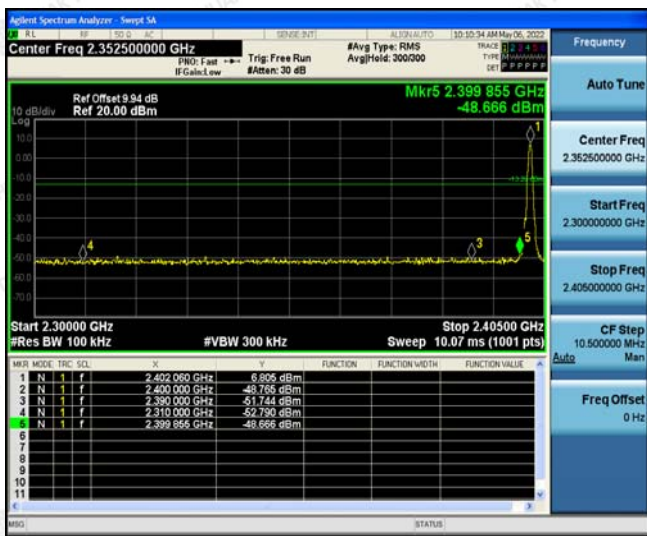 Agilent Spectrum Analyzer - Swept SA
RL RF 50 Ω AC SENSE:INT ALIGNAUTO 10:10:34 AM May 06, 2022
Center Freq 2.352500000 GHz
PNO: Fast
IFGain:Low
Trig: Free Run
#Atten: 30 dB
#Avg Type: RMS
Avg|Hold: 300/300
TRACE 1 2 3 4 5 6
TYPE
DET P P P P P P
Ref Offset 9.94 dB
Ref 20.00 dBm
Mkr5 2.399 855 GHz
-48.666 dBm
10 dB/div
Log
10.0
0.00
-10.0
-20.0
-30.0
-40.0
-50.0
-60.0
-70.0
1
3
4
5
Start 2.30000 GHz
Stop 2.40500 GHz
#Res BW 100 kHz
#VBW 300 kHz
Sweep 10.07 ms (1001 pts)
MKR MODE TRC SCL X Y FUNCTION FUNCTION WIDTH FUNCTION VALUE
1 N 1 f 2.402 060 GHz 6.805 dBm
2 N 1 f 2.400 000 GHz -48.765 dBm
3 N 1 f 2.390 000 GHz -51.744 dBm
4 N 1 f 2.310 000 GHz -52.790 dBm
5 N 1 f 2.399 855 GHz -48.666 dBm
6
7
8
9
10
11
MSG
STATUS
Frequency
Auto Tune
Center Freq
2.352500000 GHz
Start Freq
2.300000000 GHz
Stop Freq
2.405000000 GHz
CF Step
10.500000 MHz
Auto Man
Freq Offset
0 Hz